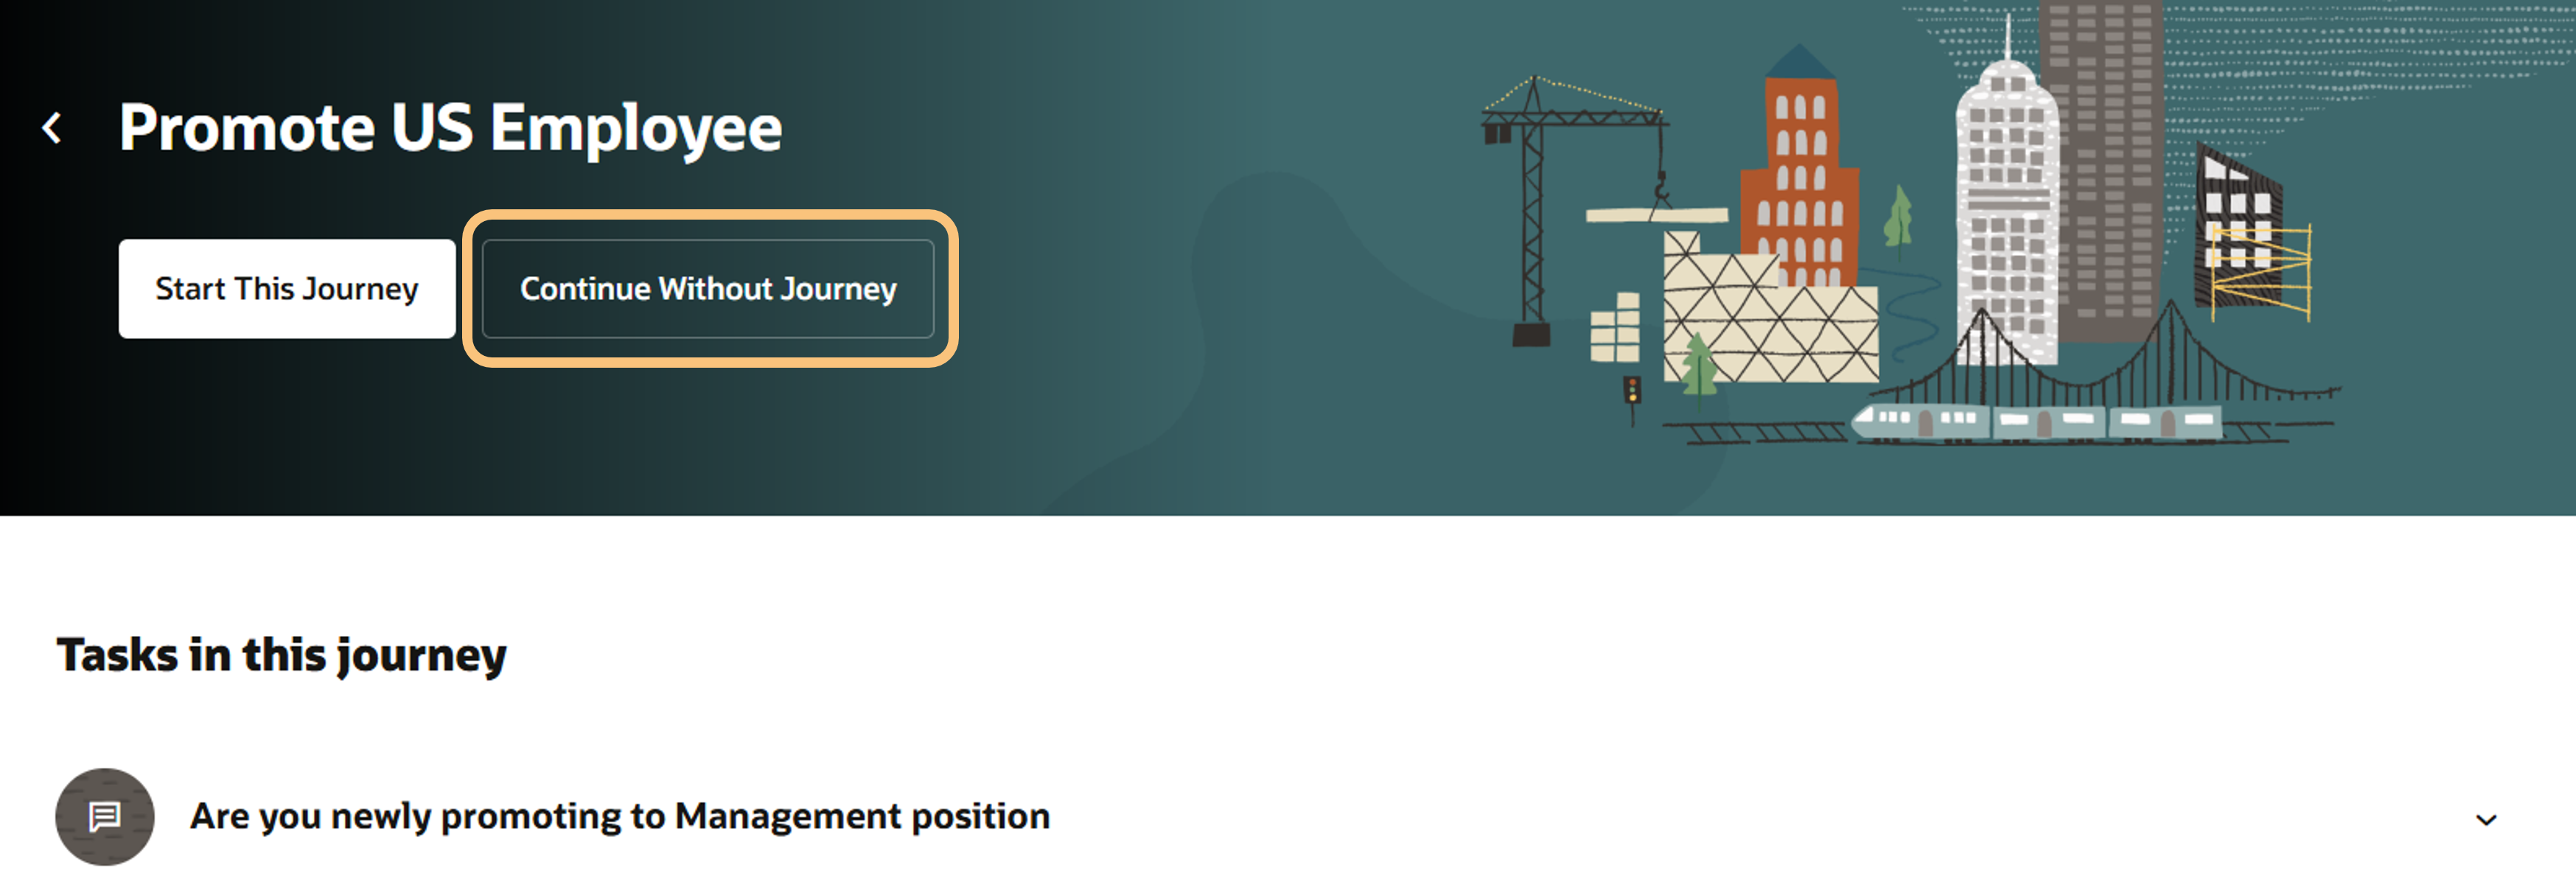 Promote US Employee
Start This Journey
Continue Without Journey
Tasks in this journey
Are you newly promoting to Management position